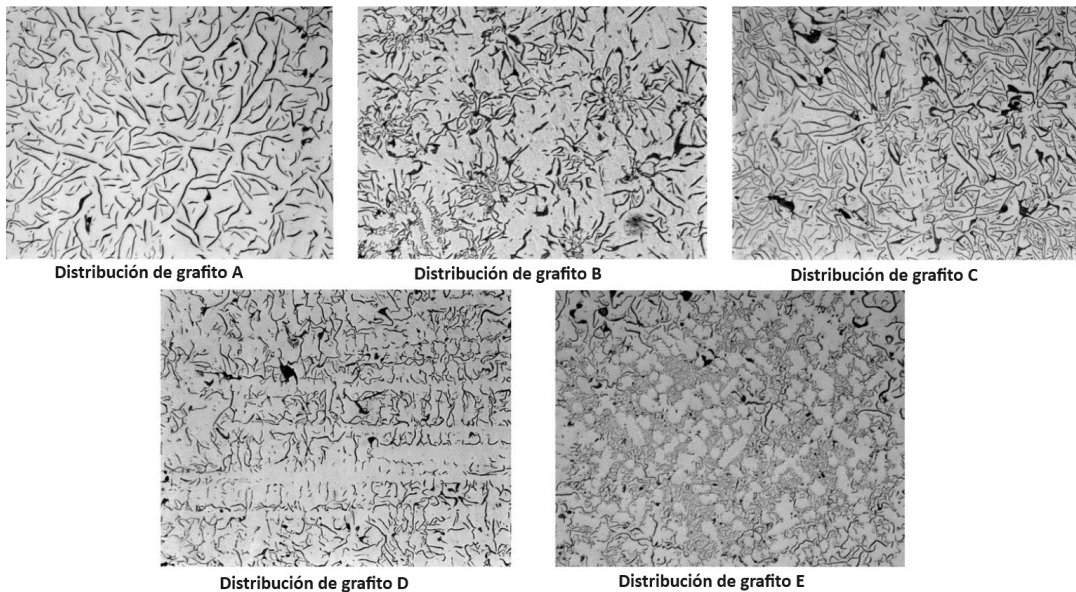 Distribución de grafito A
Distribución de grafito B
Distribución de grafito C
Distribución de grafito D
Distribución de grafito E